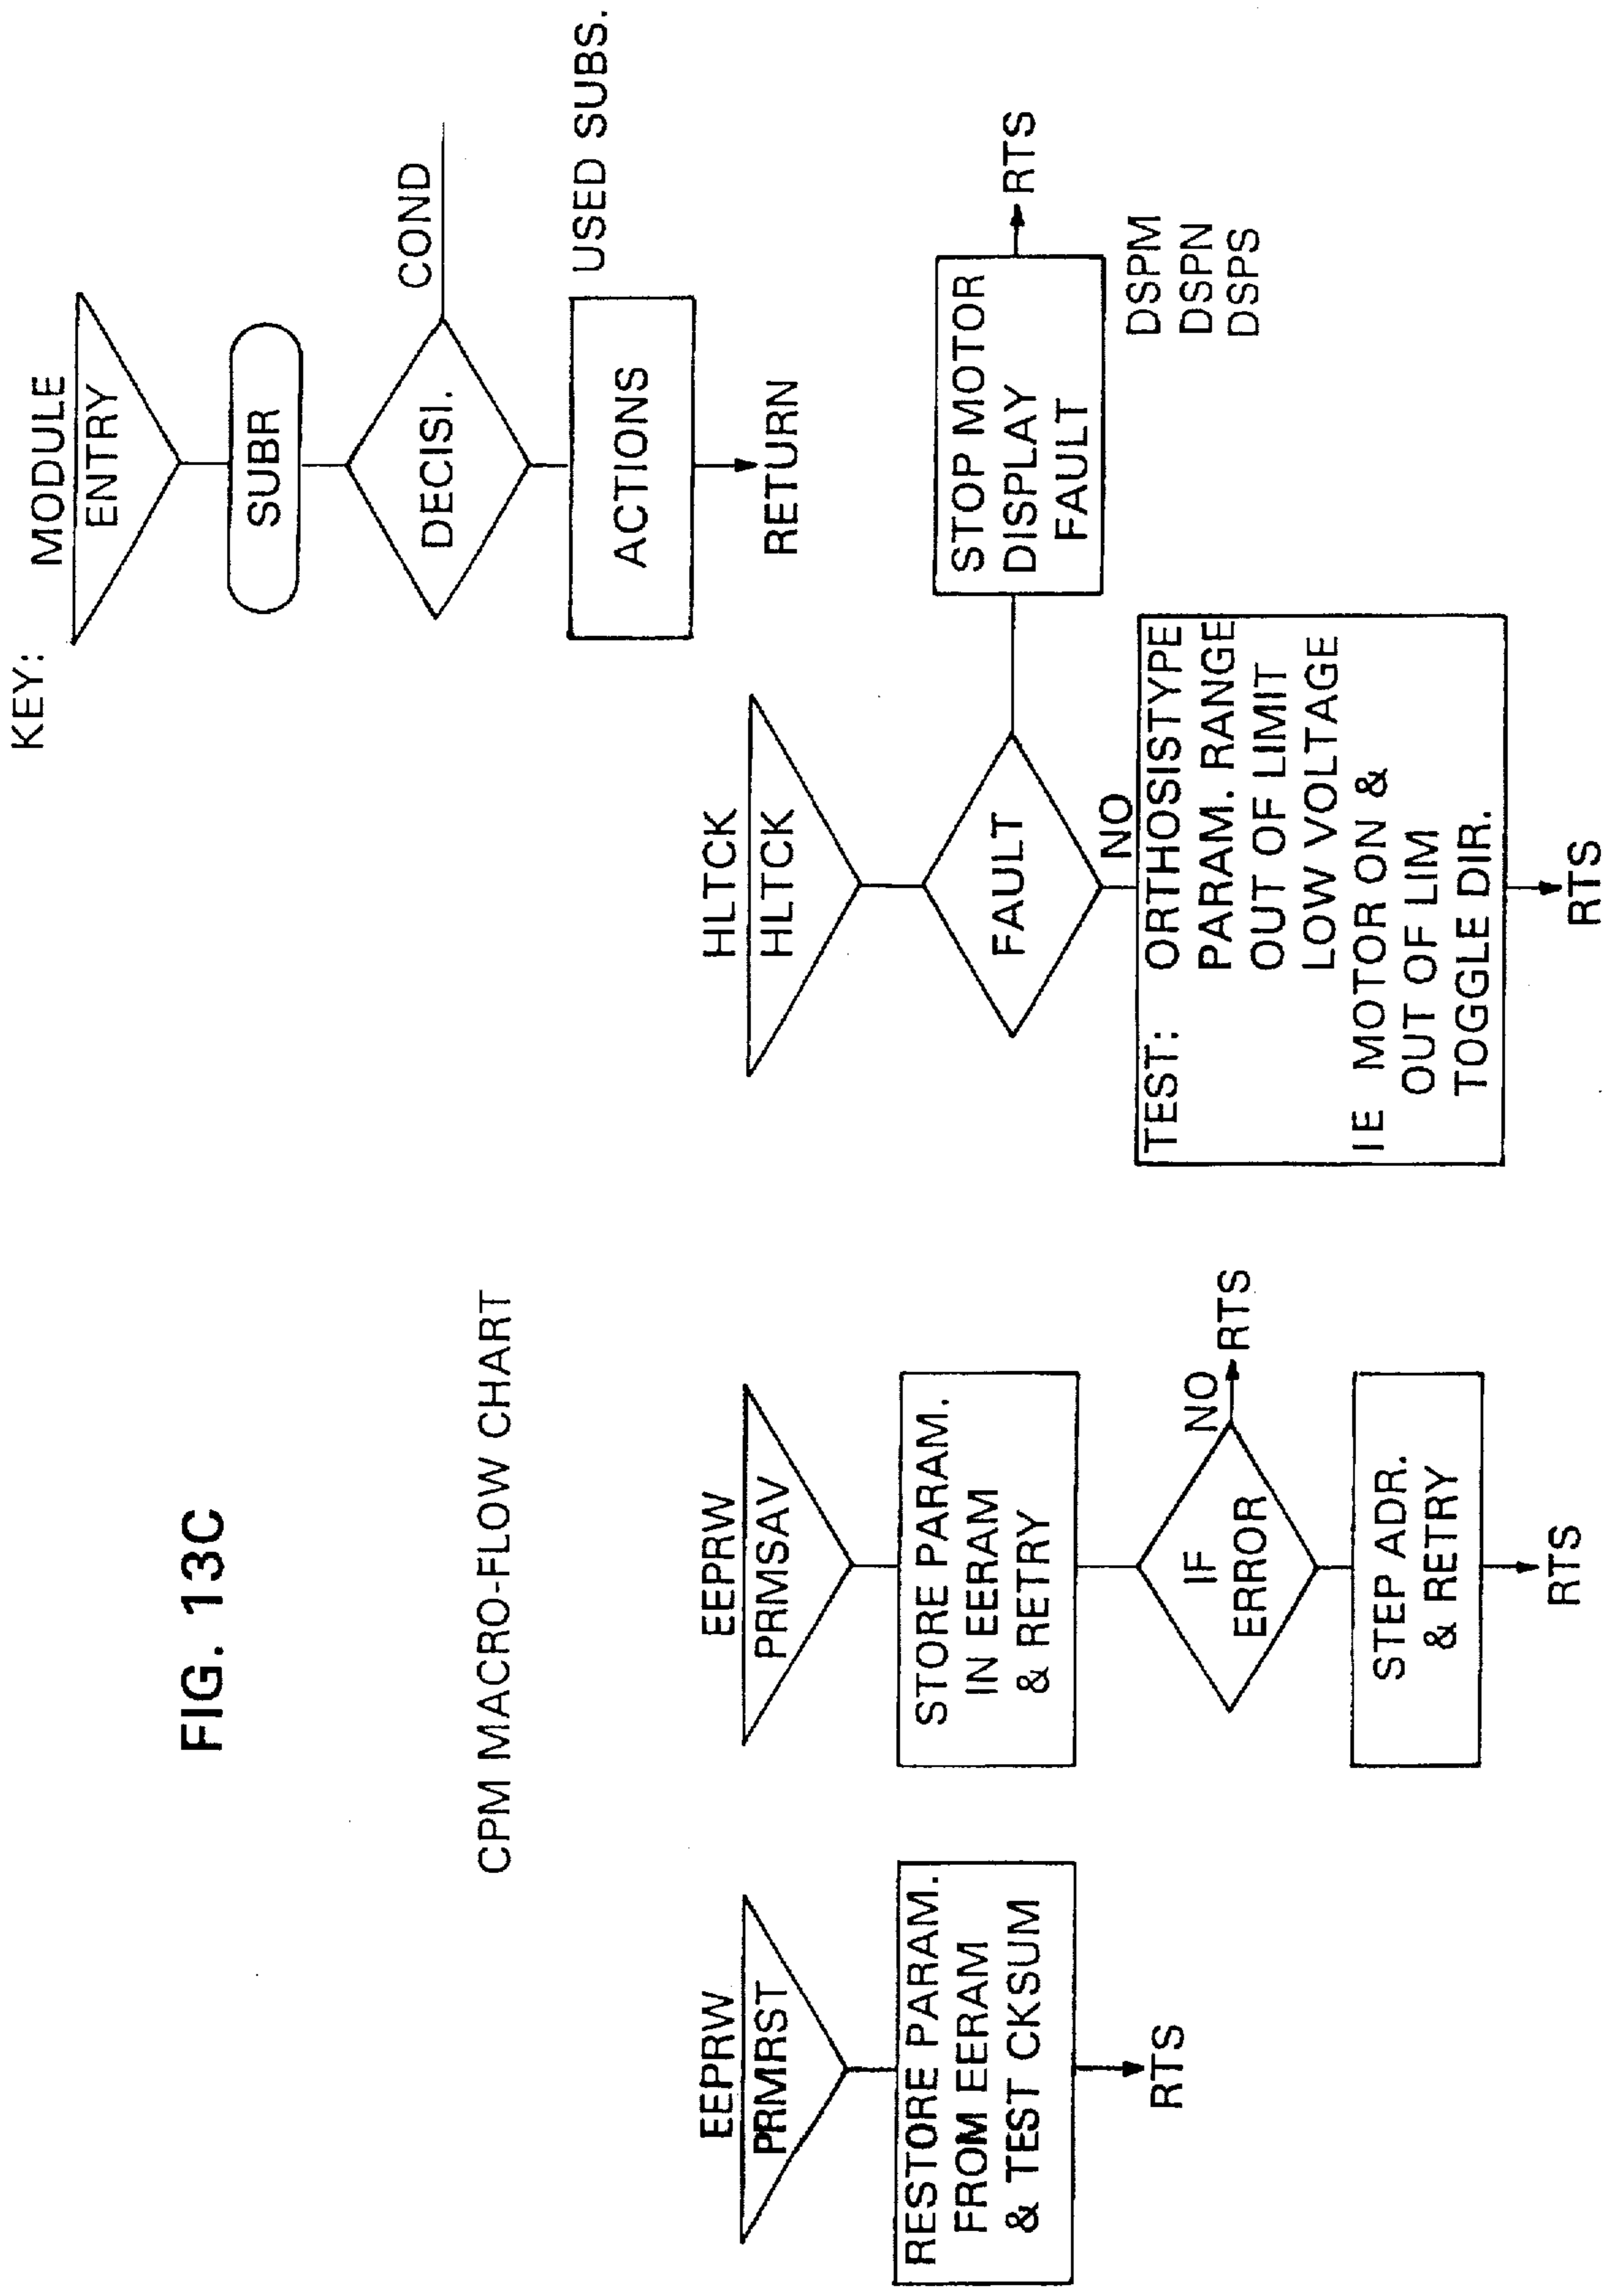 FIG. 13C
CPM MACRO-FLOW CHART
KEY:
MODULE
ENTRY
SUBR
DECISI.
COND
ACTIONS
USED SUBS.
RETURN
EEPRW
PRMRST
RESTORE PARAM.
FROM EERAM
& TEST CKSUM
RTS
EEPRW
PRMSAV
STORE PARAM.
IN EERAM
& RETRY
IF
ERROR
NO
RTS
STEP ADR.
& RETRY
RTS
HLTCK
HLTCK
FAULT
STOP MOTOR
DISPLAY
FAULT
RTS
DSPM
DSPN
DSPS
NO
TEST: ORTHOSISTYPE
PARAM. RANGE
OUT OF LIMIT
LOW VOLTAGE
IE MOTOR ON &
OUT OF LIM
TOGGLE DIR.
RTS